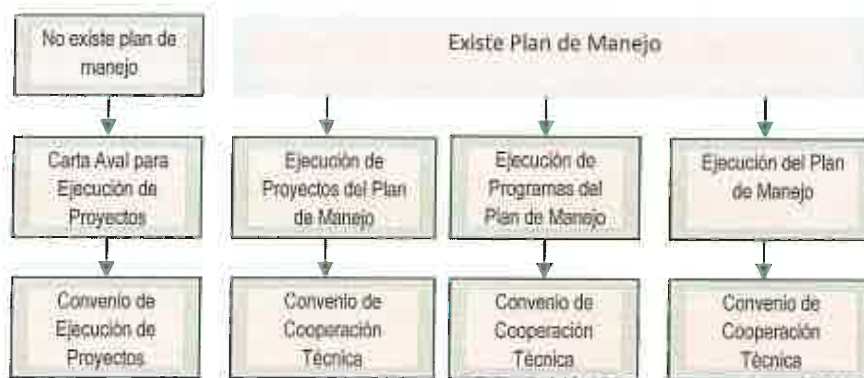 No existe plan de
manejo
Existe Plan de Manejo
Carta Aval para
Ejecución de
Proyectos
Ejecución de
Proyectos del Plan
de Manejo
Ejecución de
Programas del
Plan de Manejo
Ejecución del Plan
de Manejo
Convenio de
Ejecución de
Proyectos
Convenio de
Cooperación
Técnica
Convenio de
Cooperación
Técnica
Convenio de
Cooperación
Técnica